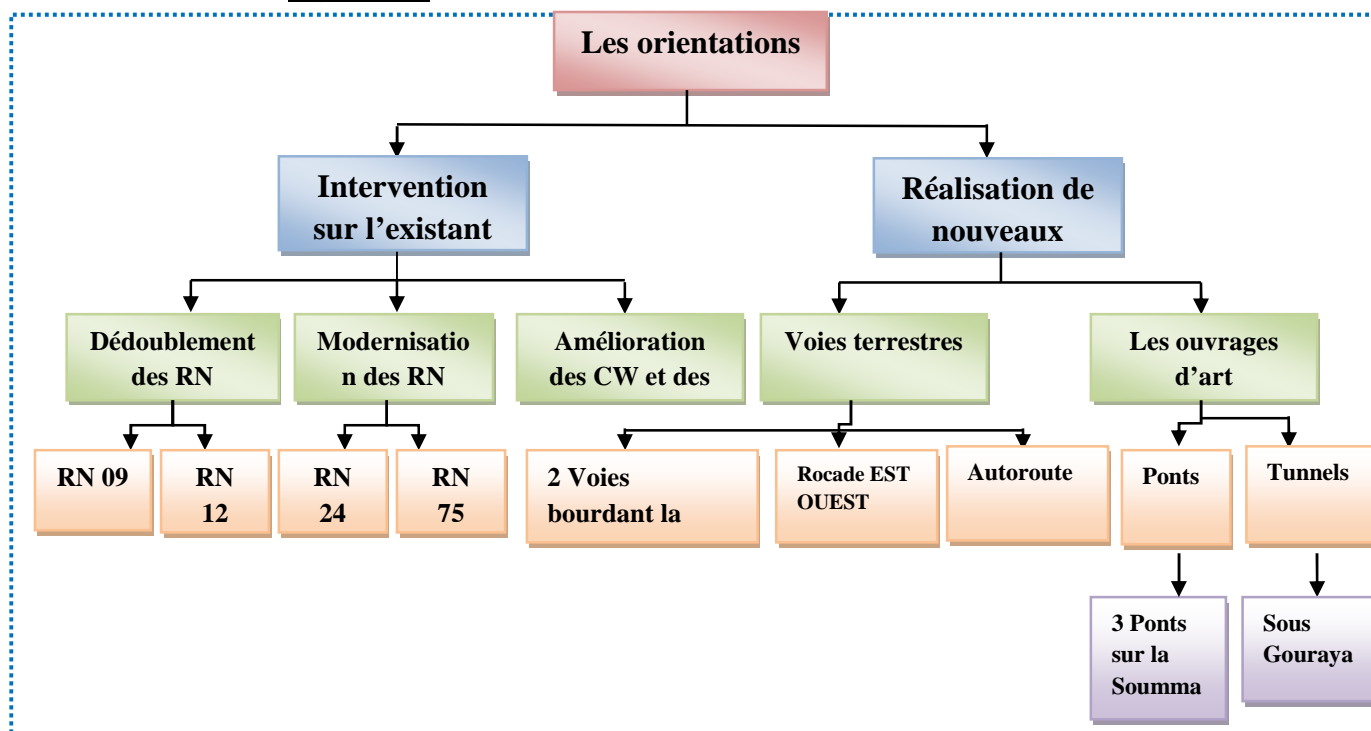 Les orientations
Intervention
sur l’existant
Réalisation de
nouveaux
Dédoublement
des RN
Modernisatio
n des RN
Amélioration
des CW et des
Voies terrestres
Les ouvrages
d’art
RN 09
RN
12
RN
24
RN
75
2 Voies
bourdant la
Rocade EST
OUEST
Autoroute
Ponts
Tunnels
3 Ponts
sur la
Soumma
Sous
Gouraya